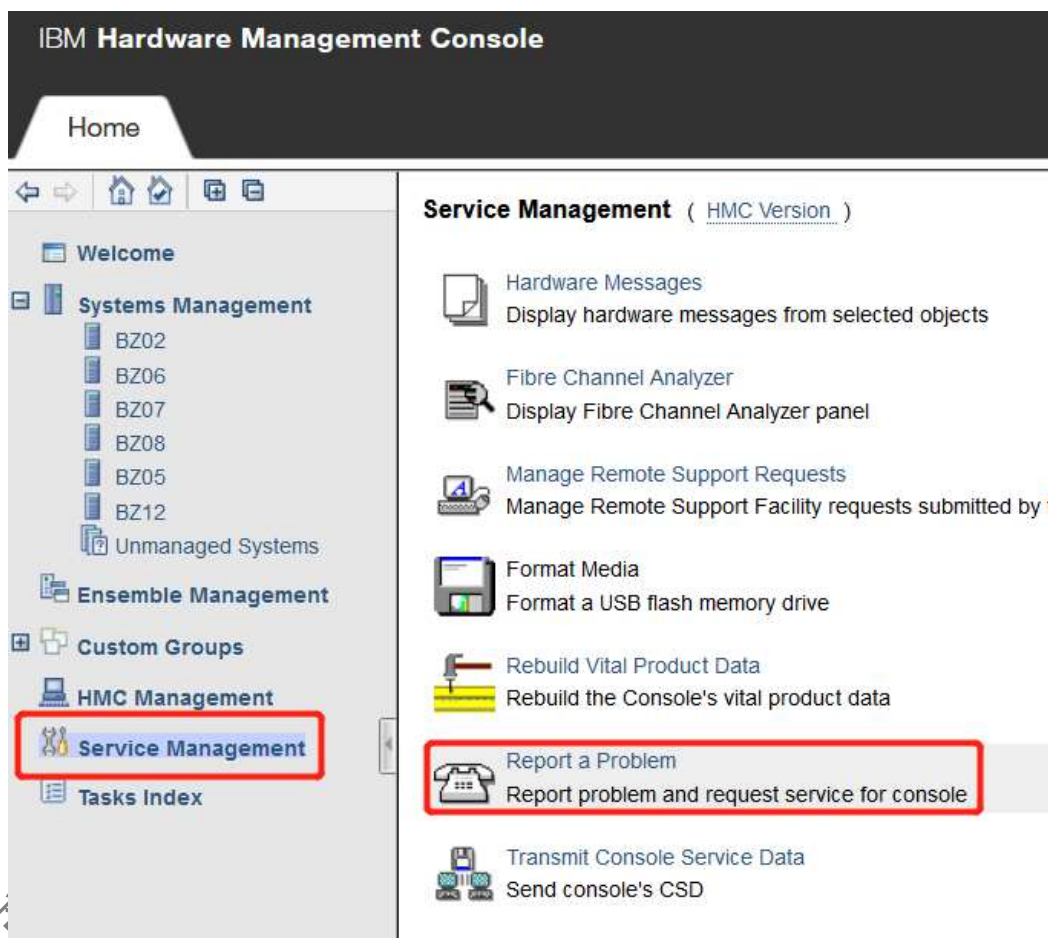 IBM Hardware Management Console
Home
Welcome
Systems Management
BZ02
BZ06
BZ07
BZ08
BZ05
BZ12
Unmanaged Systems
Ensemble Management
Custom Groups
HMC Management
Service Management
Tasks Index
Service Management ( HMC Version )
Hardware Messages
Display hardware messages from selected objects
Fibre Channel Analyzer
Display Fibre Channel Analyzer panel
Manage Remote Support Requests
Manage Remote Support Facility requests submitted by
Format Media
Format a USB flash memory drive
Rebuild Vital Product Data
Rebuild the Console's vital product data
Report a Problem
Report problem and request service for console
Transmit Console Service Data
Send console's CSD